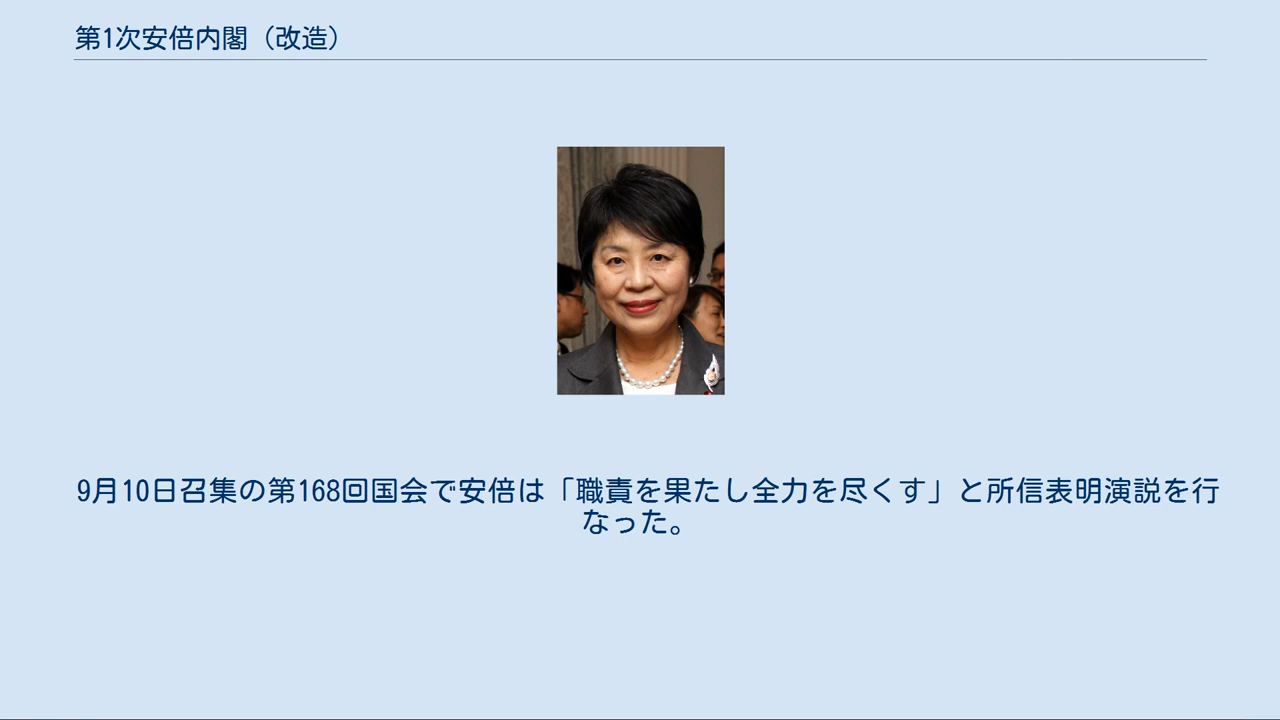 第1次安倍内閣（改造）
9月10日召集の第168回国会で安倍は「職責を果たし全力を尽くす」と所信表明演説を行
なった。